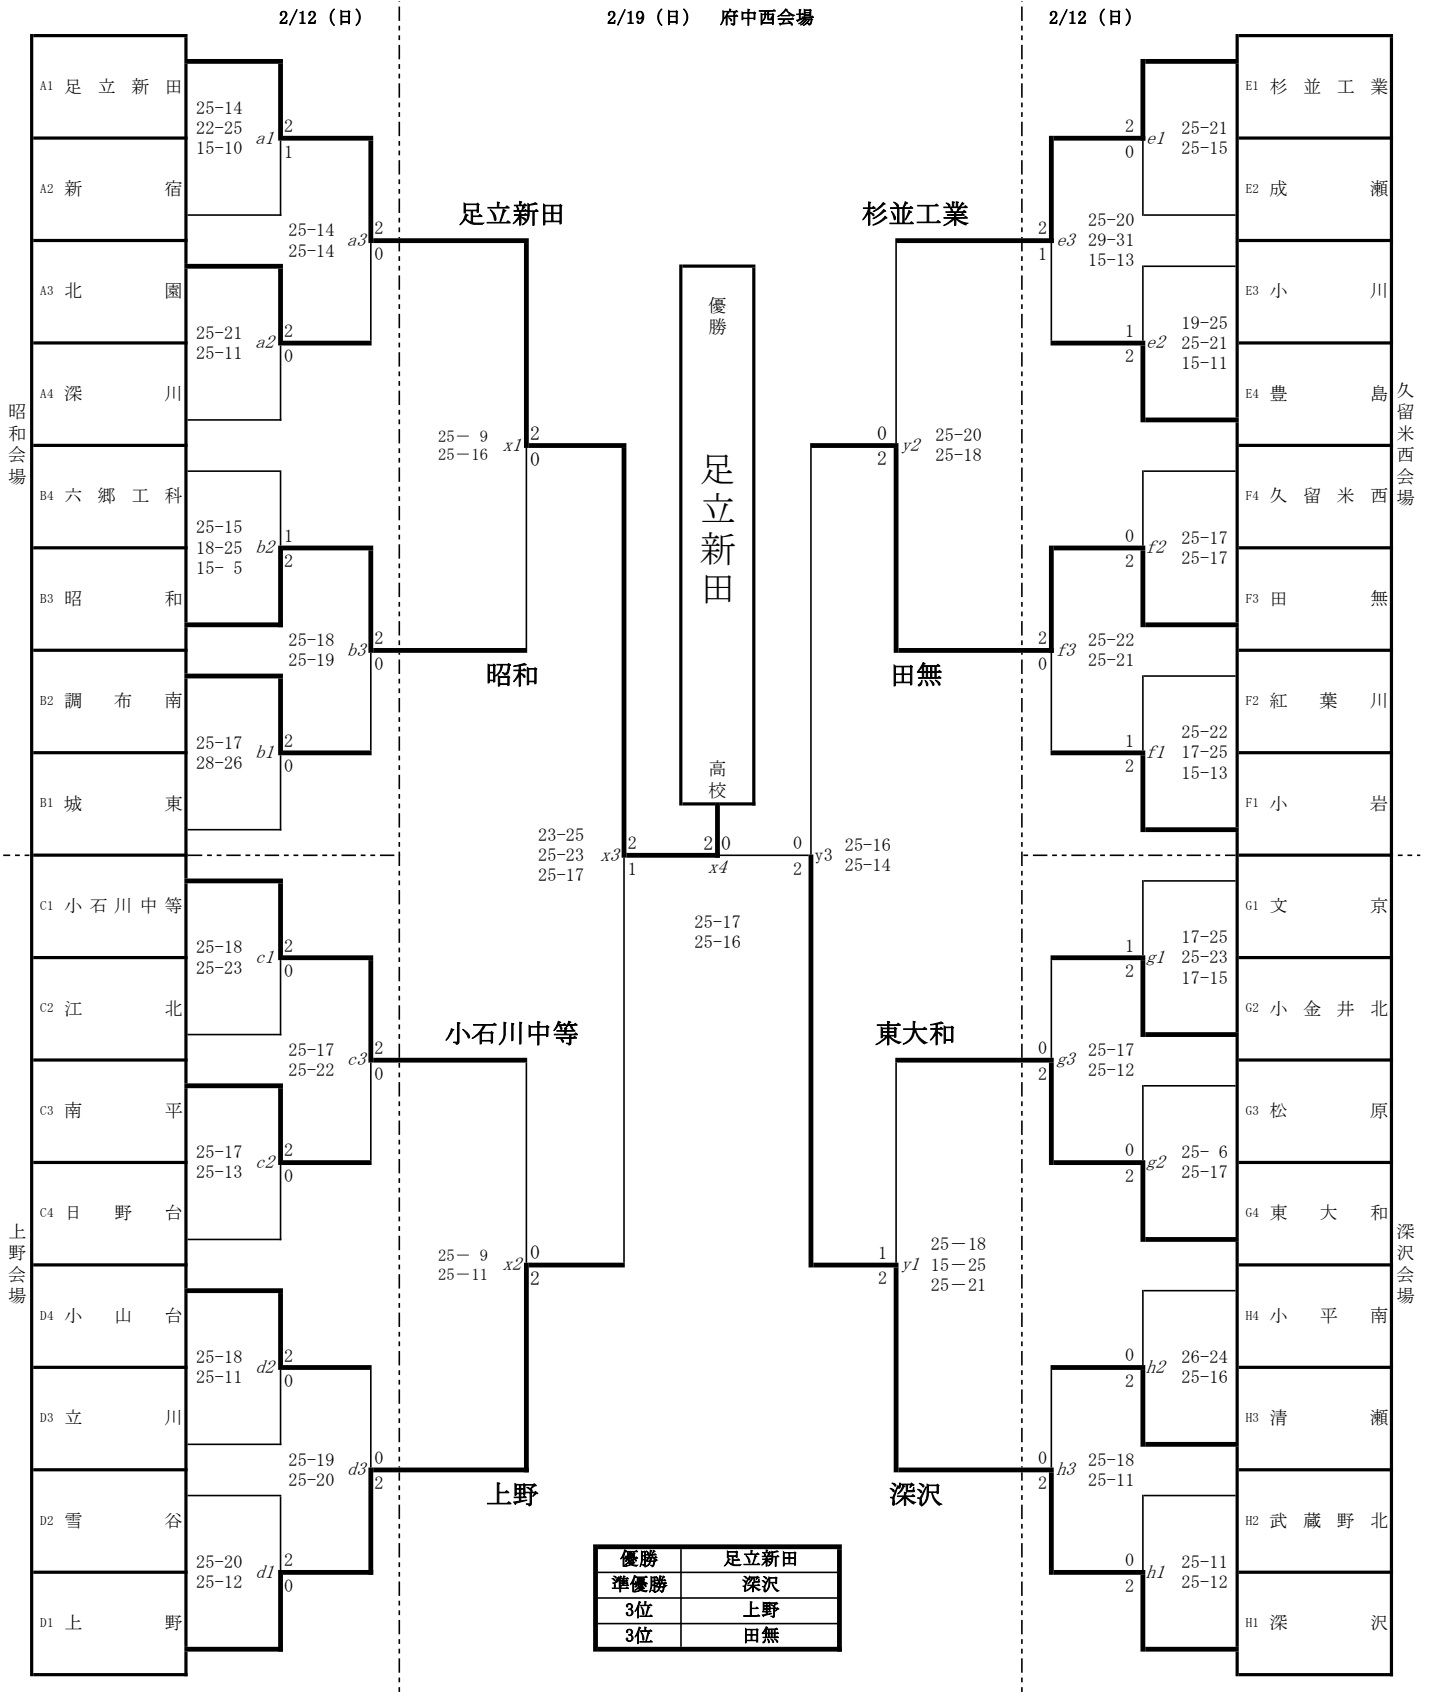 2/12（日）
2/19（日）　府中西会場
2/12（日）
昭和会場
A1 足立新田
A2 新宿
A3 北園
A4 深川
B4 六郷工科
B3 昭和
B2 調布南
B1 城東
上野会場
C1 小石川中等
C2 江北
C3 南平
C4 日野台
D4 小山台
D3 立川
D2 雪谷
D1 上野
25-14
22-25
15-10
a1
2
1
25-21
25-11
a2
2
0
25-14
25-14
a3
2
0
25-15
18-25
15- 5
b2
1
2
25-17
28-26
b1
2
0
25-18
25-19
b3
2
0
25-18
25-23
c1
2
0
25-17
25-13
c2
2
0
25-17
25-22
c3
2
0
25-18
25-11
d2
2
0
25-20
25-12
d1
2
0
25-19
25-20
d3
0
2
足立新田
25－ 9
25－16
x1
2
0
昭和
小石川中等
25－ 9
25－11
x2
0
2
上野
23-25
25-23
25-17
x3
2
1
優勝
足立新田
高校
2 0
x4
25-17
25-16
0
2
y3
25-16
25-14
杉並工業
0
2
y2
25-20
25-18
田無
東大和
1
2
y1
25－18
15－25
25－21
深沢
2
0
e1
25-21
25-15
2
1
e3
25-20
29-31
15-13
1
2
e2
19-25
25-21
15-11
0
2
f2
25-17
25-17
2
0
f3
25-22
25-21
1
2
f1
25-22
17-25
15-13
1
2
g1
17-25
25-23
17-15
0
2
g3
25-17
25-12
0
2
g2
25- 6
25-17
0
2
h2
26-24
25-16
0
2
h3
25-18
25-11
0
2
h1
25-11
25-12
E1 杉並工業
E2 成瀬
E3 小川
E4 豊島
F4 久留米西
F3 田無
F2 紅葉川
F1 小岩
久留米西会場
G1 文京
G2 小金井北
G3 松原
G4 東大和
H4 小平南
H3 清瀬
H2 武蔵野北
H1 深沢
深沢会場
優勝 足立新田
準優勝 深沢
3位 上野
3位 田無